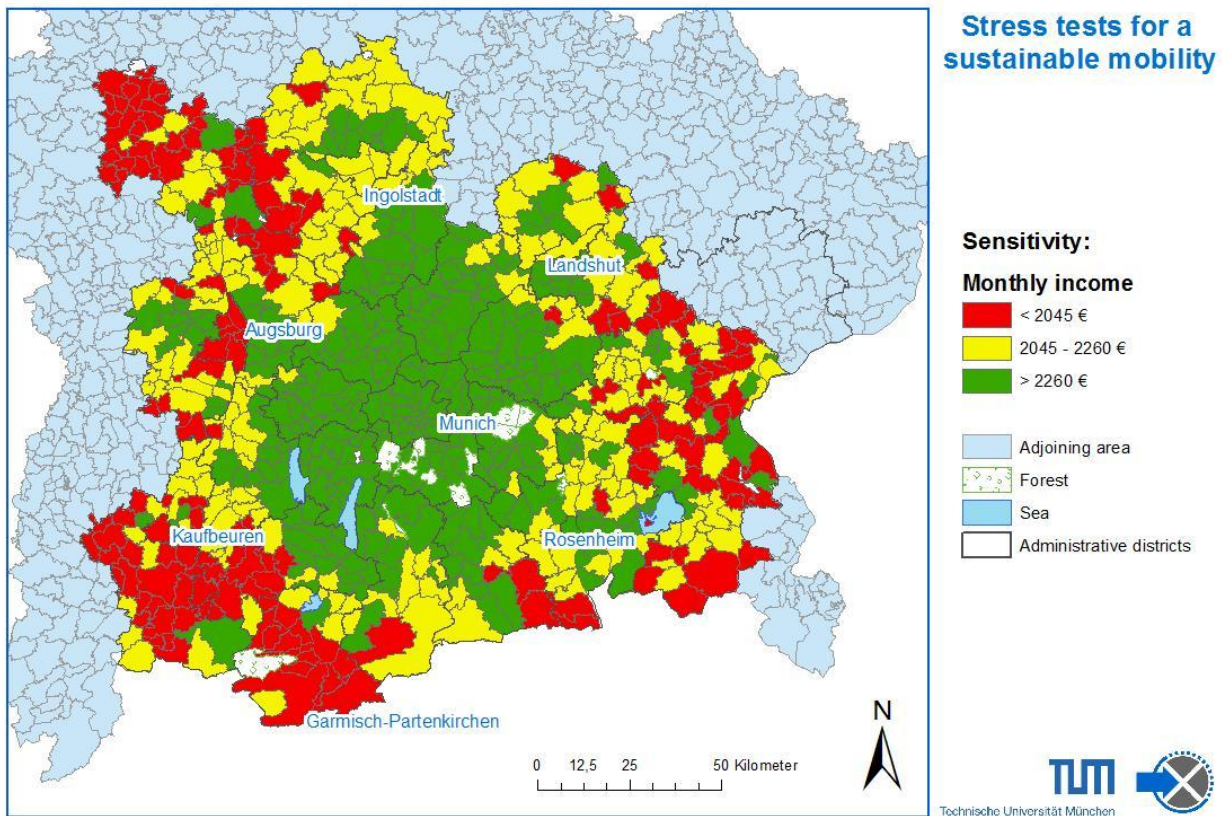 Stress tests for a
sustainable mobility
Ingolstadt
Landshut
Augsburg
Munich
Kaufbeuren
Rosenheim
Garmisch-Partenkirchen
Sensitivity:
Monthly income
< 2045 €
2045 - 2260 €
> 2260 €
Adjoining area
Forest
Sea
Administrative districts
N
0 12,5 25 50 Kilometer
TUM
Technische Universität München